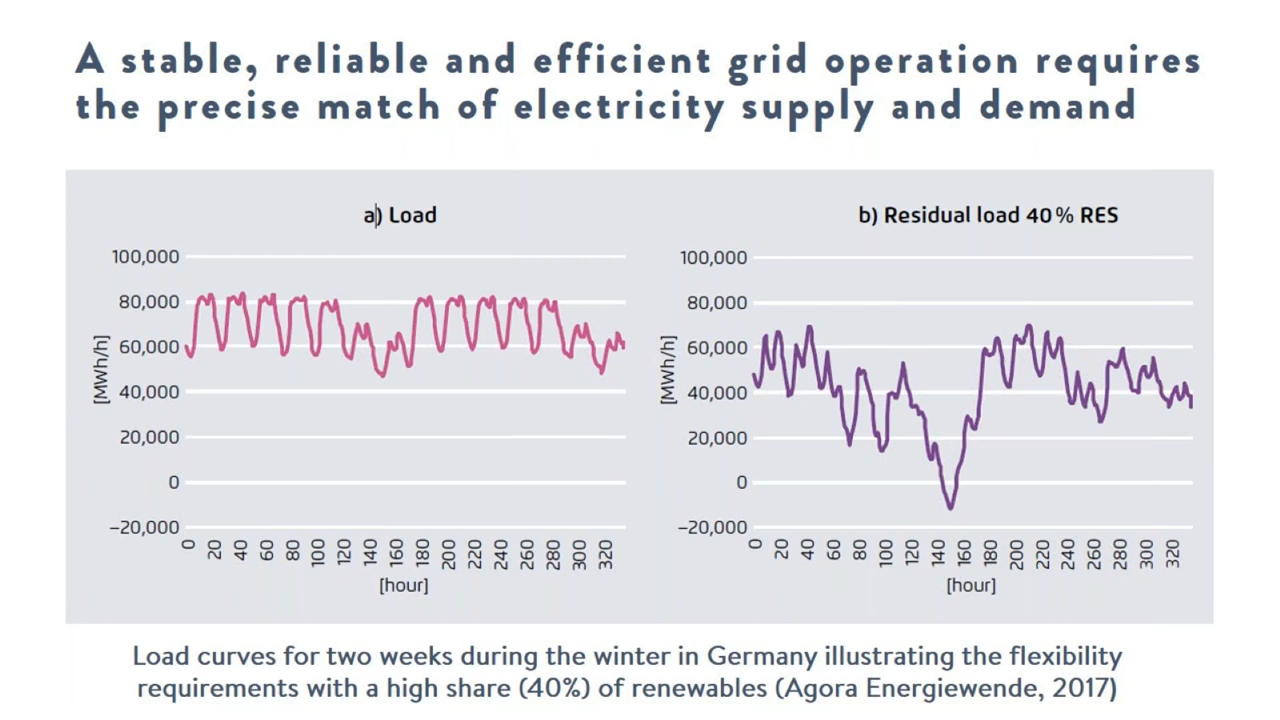 A stable, reliable and efficient grid operation requires
the precise match of electricity supply and demand
a) Load
100,000
80,000
60,000
40,000
20,000
0
–20,000
[MWh/h]
0 20 40 60 80 100 120 140 160 180 200 220 240 260 280 300 320
[hour]
b) Residual load 40 % RES
100,000
80,000
60,000
40,000
20,000
0
–20,000
[MWh/h]
0 20 40 60 80 100 120 140 160 180 200 220 240 260 280 300 320
[hour]
Load curves for two weeks during the winter in Germany illustrating the flexibility
requirements with a high share (40%) of renewables (Agora Energiewende, 2017)